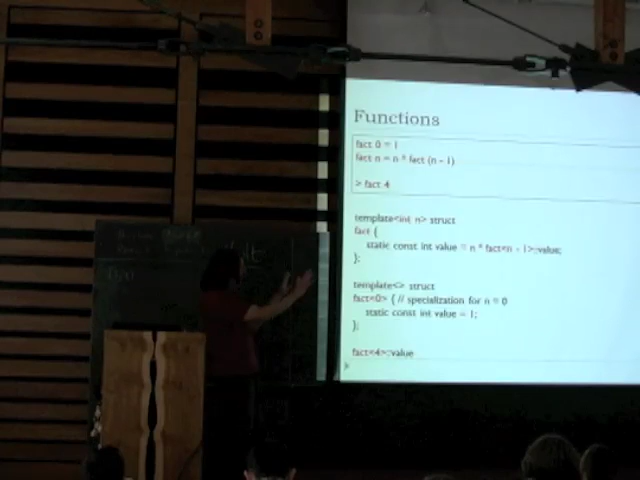 Functions
fact 0 = 1
fact n = n * fact (n - 1)
> fact 4
template<int n> struct
fact {
static const int value = n * fact<n - 1>::value;
};
template<> struct
fact<0> { // specialization for n = 0
static const int value = 1;
};
fact<4>::value